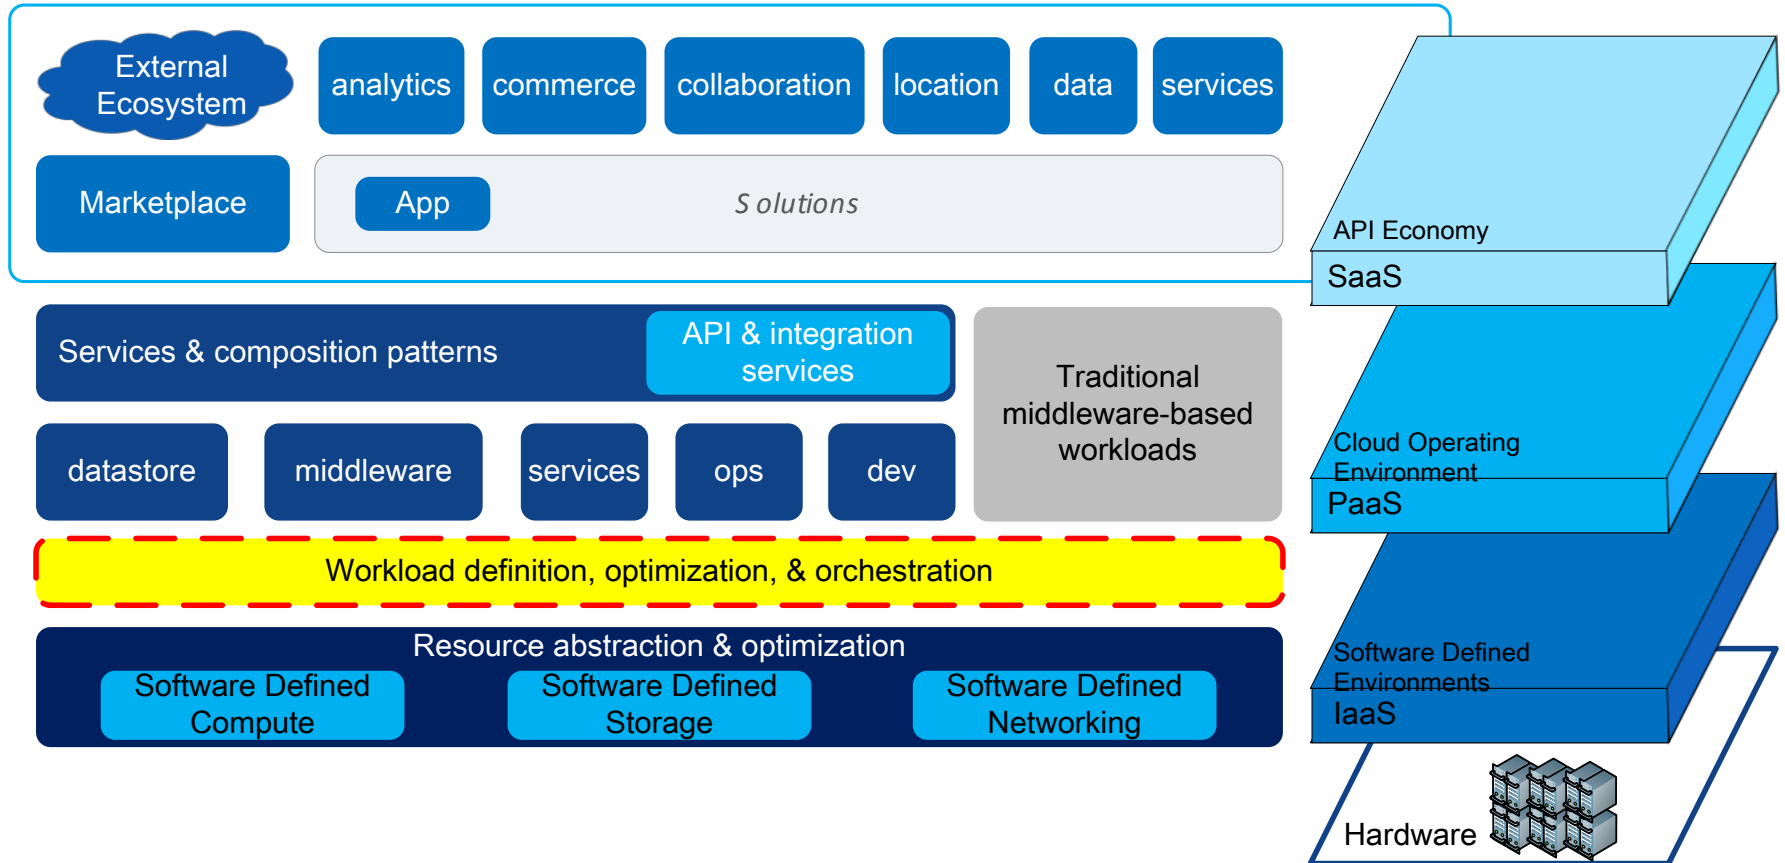 External
Ecosystem
analytics
commerce
collaboration
location
data
services
Marketplace
App
Solutions
API Economy
SaaS
Services & composition patterns
API & integration
services
Traditional
middleware-based
workloads
datastore
middleware
services
ops
dev
Cloud Operating
Environment
PaaS
Workload definition, optimization, & orchestration
Resource abstraction & optimization
Software Defined
Compute
Software Defined
Storage
Software Defined
Networking
Software Defined
Environments
IaaS
Hardware